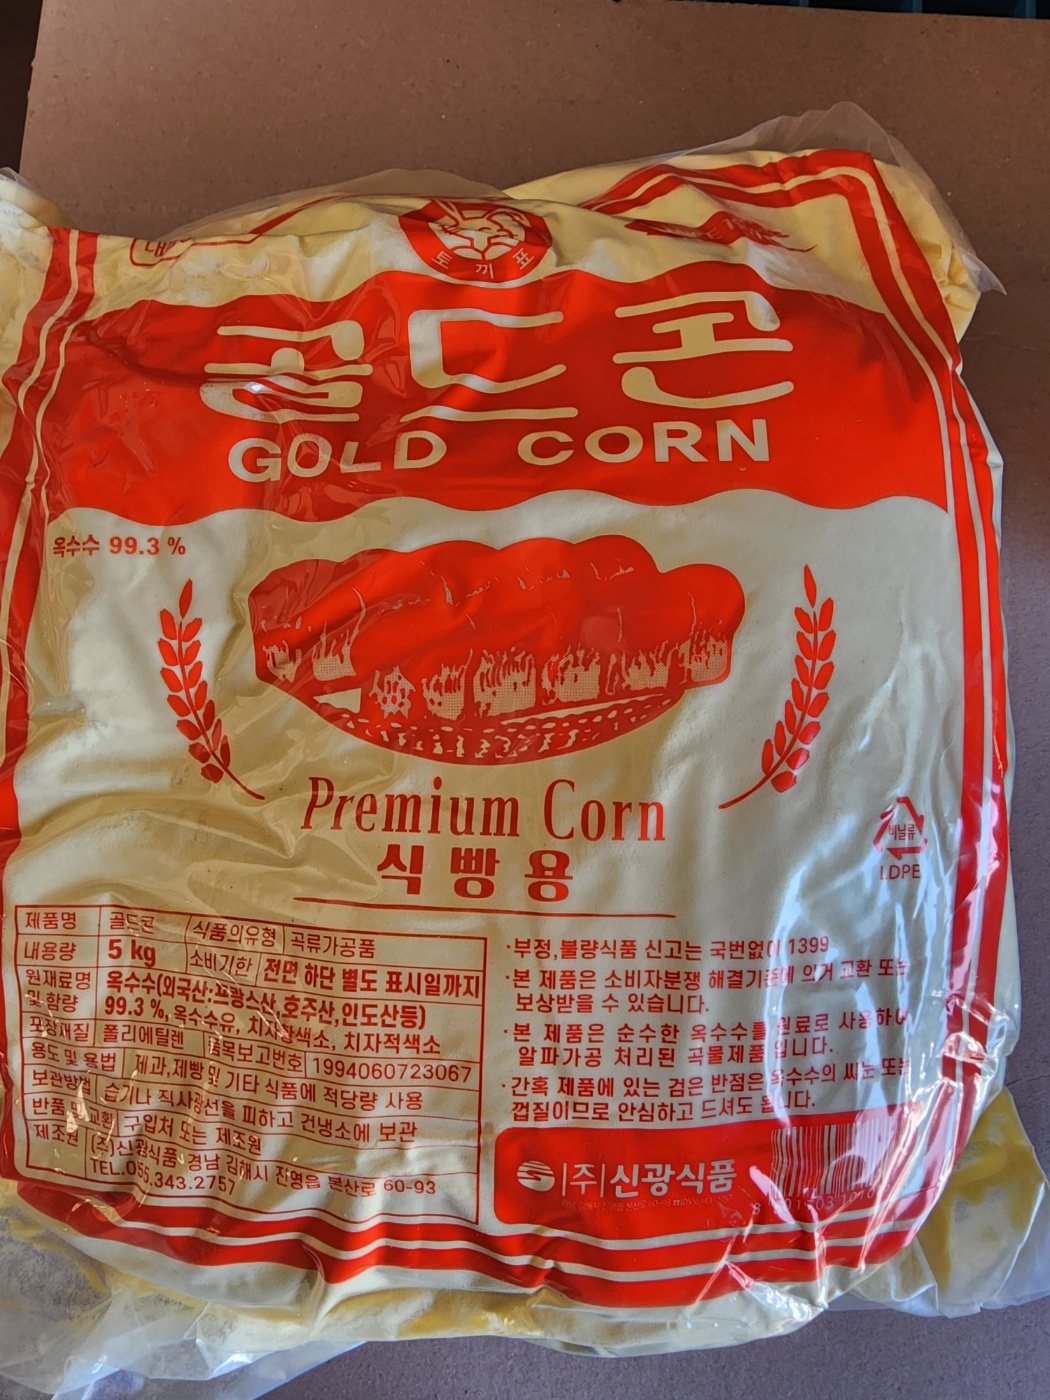 토끼표
골드콘
GOLD CORN
옥수수 99.3 %
Premium Corn
식빵용
비닐류
LDPE
제품명 골드콘 식품의유형 곡류가공품
내용량 5 kg 소비기한 전면 하단 별도 표시일까지
원재료명 및 함량 옥수수(외국산:프랑스산,호주산,인도산등)
99.3 %, 옥수수유, 치자황색소, 치자적색소
포장재질 폴리에틸렌 품목보고번호 1994060723067
용도 및 용법 제과,제빵 및 기타 식품에 적당량 사용
보관방법 습기나 직사광선을 피하고 건냉소에 보관
반품 및 교환 구입처 또는 제조원
제조원 (주)신광식품 경남 김해시 진영읍 본산로 60-93
TEL.055.343.2757
·부정,불량식품 신고는 국번없이 1399
·본 제품은 소비자분쟁 해결기준에 의거 교환 또는
보상받을 수 있습니다.
·본 제품은 순수한 옥수수를 원료로 사용하여
알파가공 처리된 곡물제품 입니다.
·간혹 제품에 있는 검은 반점은 옥수수의 씨눈 또는
껍질이므로 안심하고 드셔도 됩니다.
|주|신광식품